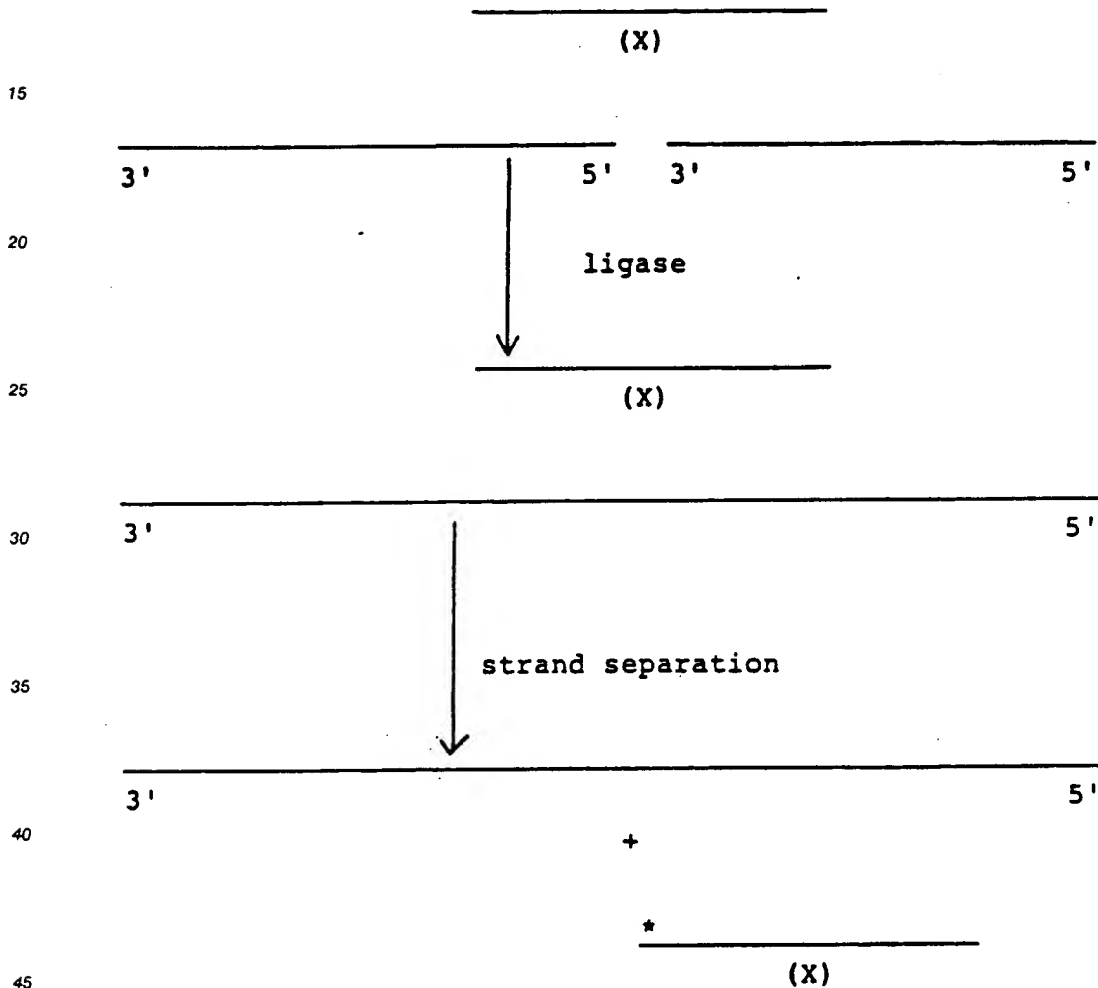 (X)
15
3' 5' 3' 5'
20
ligase
25
(X)
3' 5'
30
strand separation
35
3' 5'
40
+
*
(X)
45